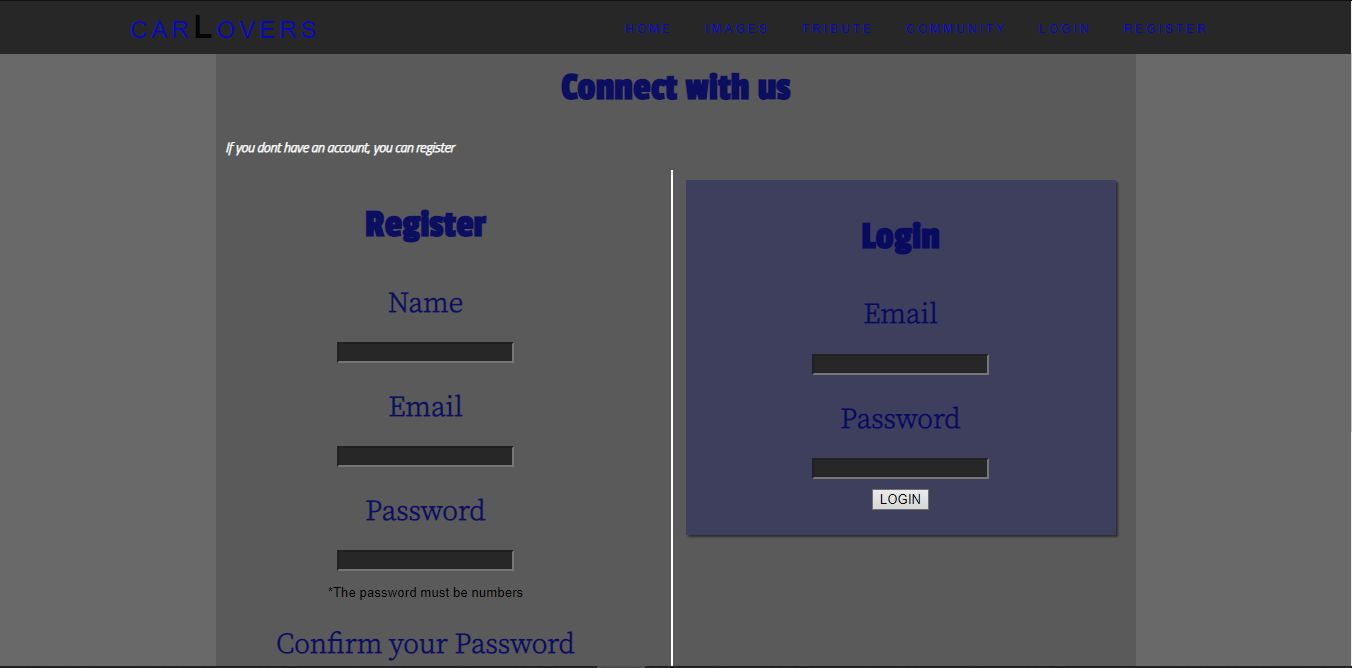 CARLOVERS
HOME IMAGES TRIBUTE COMMUNITY LOGIN REGISTER
Connect with us
If you dont have an account, you can register
Register
Name
Email
Password
*The password must be numbers
Confirm your Password
Login
Email
Password
LOGIN